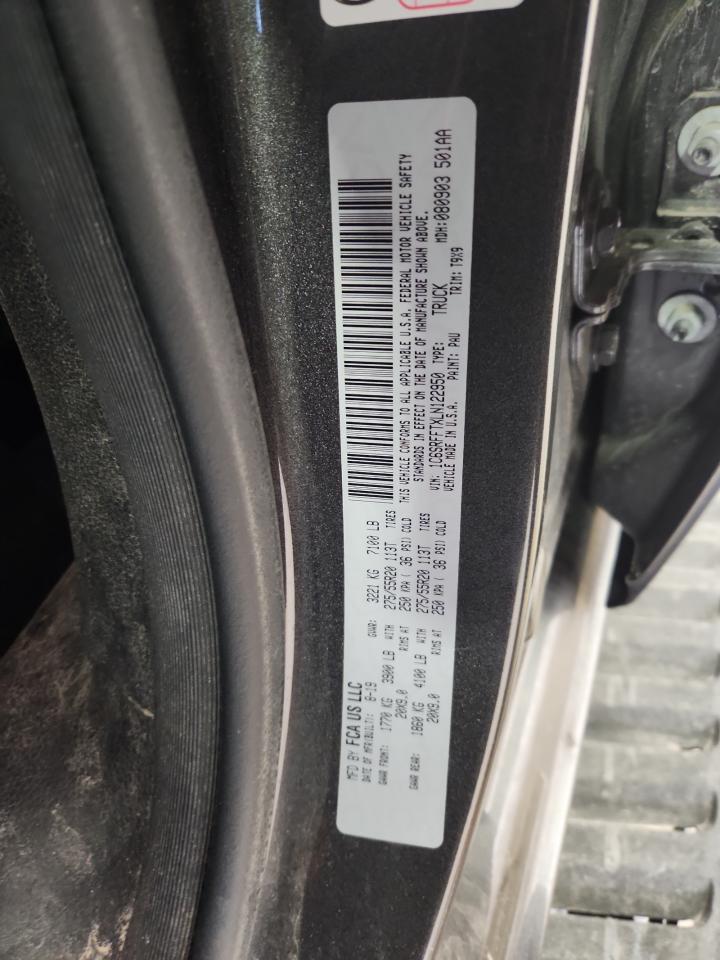 MFD BY FCA US LLC
DATE OF MFR(BUILT): 8-19 GVWR: 3221 KG 7100 LB
GAWR FRONT: 1770 KG 3900 LB WITH 275/55R20 113T TIRES
20X9.0 RIMS AT 250 KPA ( 36 PSI) COLD
GAWR REAR: 1860 KG 4100 LB WITH 275/55R20 113T TIRES
20X9.0 RIMS AT 250 KPA ( 36 PSI) COLD
THIS VEHICLE CONFORMS TO ALL APPLICABLE U.S.A. FEDERAL MOTOR VEHICLE SAFETY
STANDARDS IN EFFECT ON THE DATE OF MANUFACTURE SHOWN ABOVE.
VIN: 1C6SRFFTXLN122950 TYPE: TRUCK MDH:080903 501AA
VEHICLE MADE IN U.S.A. PAINT: PAU TRIM: T9X9